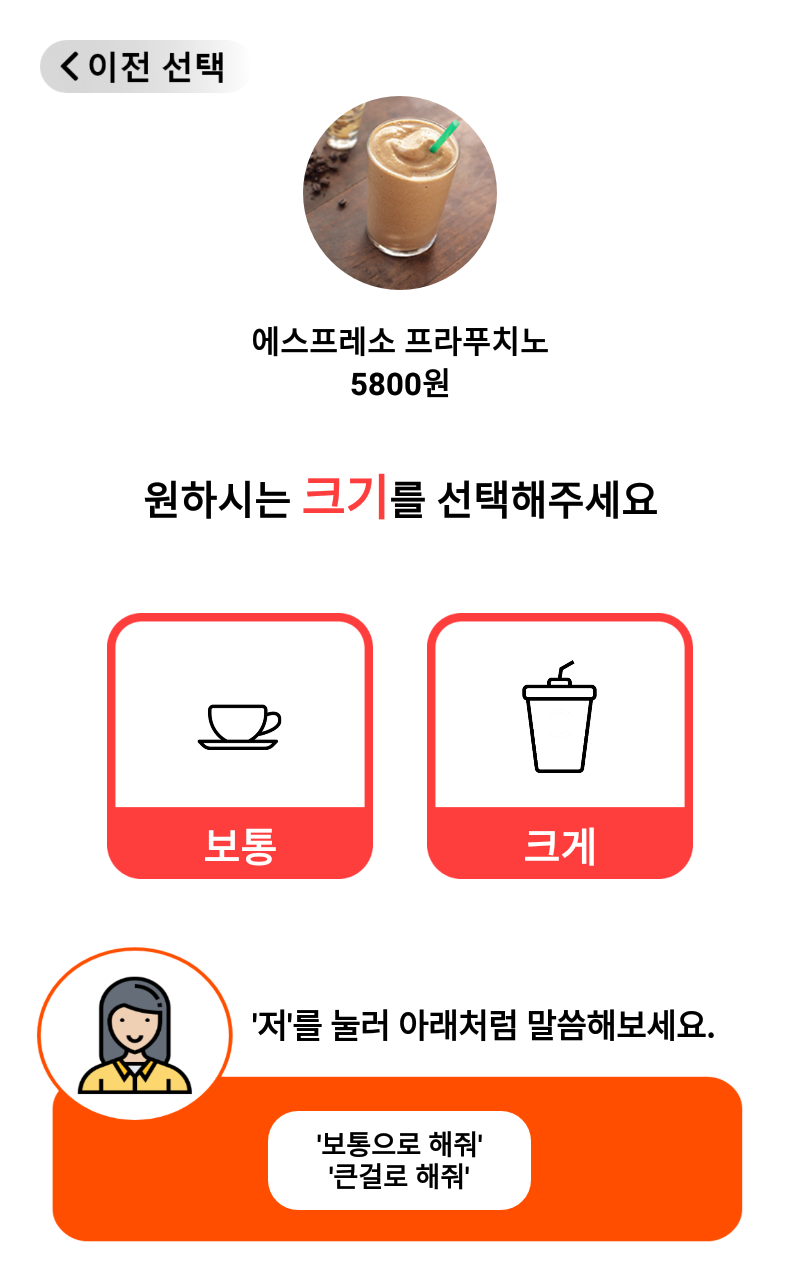 이전 선택
에스프레소 프라푸치노
5800원
원하시는 크기를 선택해주세요
보통
크게
'저'를 눌러 아래처럼 말씀해보세요.
'보통으로 해줘'
'큰걸로 해줘'